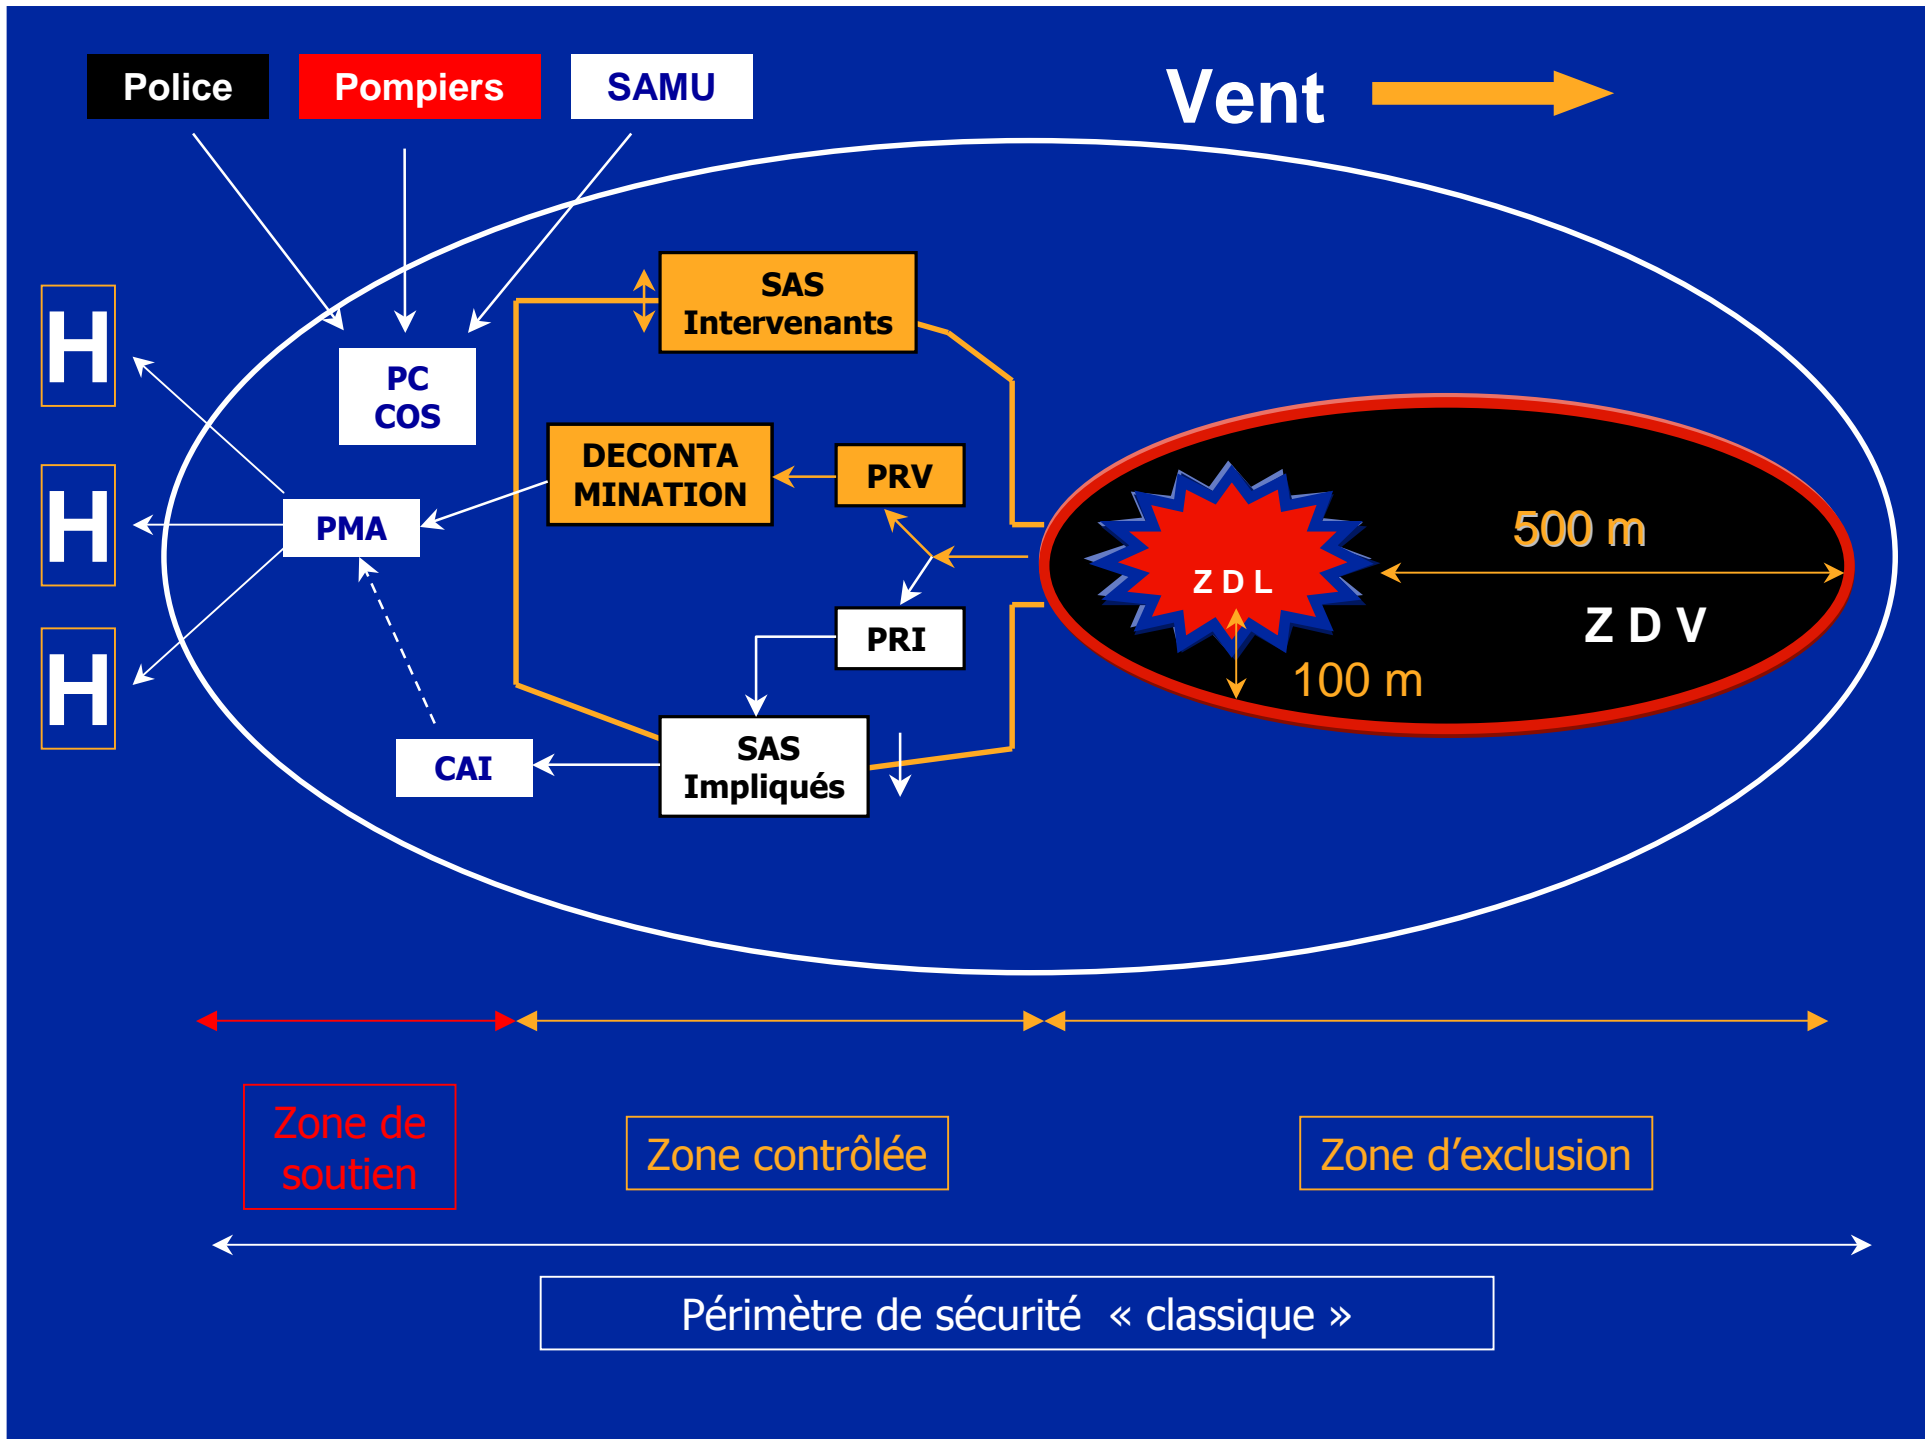 Police
Pompiers
SAMU
Vent
H
H
H
PC
COS
SAS
Intervenants
DECONTA
MINATION
PRV
PMA
PRI
CAI
SAS
Impliqués
Z D L
500 m
Z D V
100 m
Zone de
soutien
Zone contrôlée
Zone d’exclusion
Périmètre de sécurité « classique »